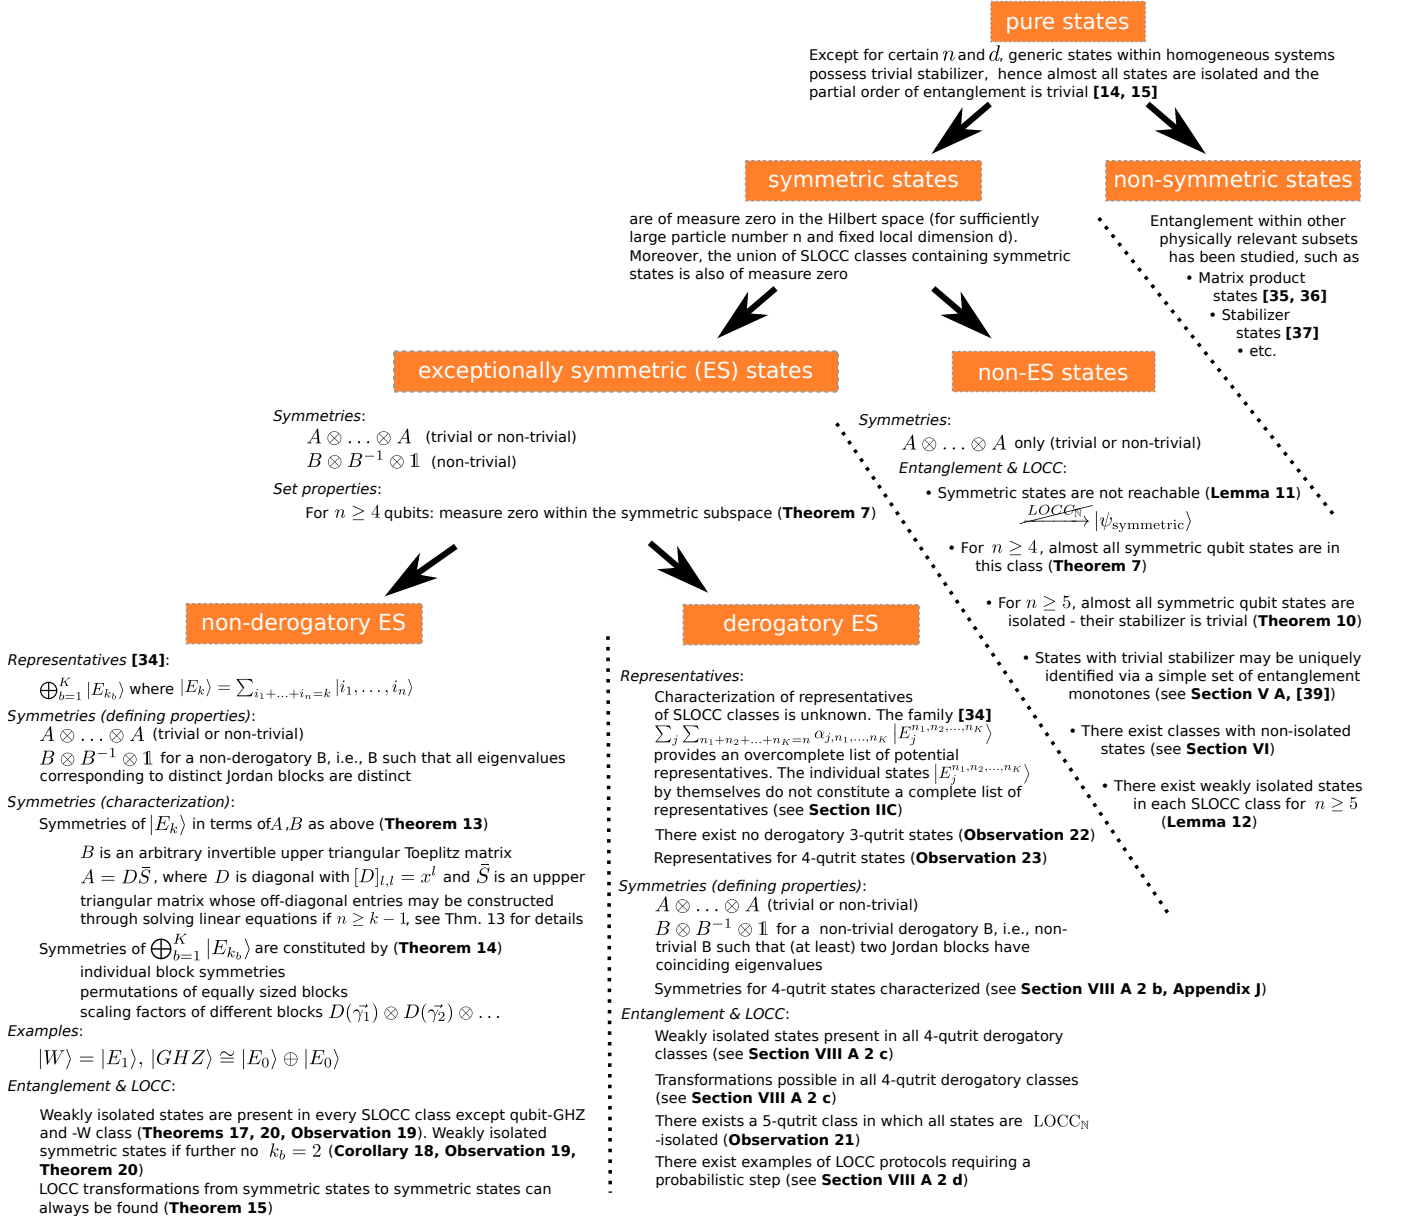 pure states
Except for certain n and d, generic states within homogeneous systems
possess trivial stabilizer, hence almost all states are isolated and the
partial order of entanglement is trivial [14, 15]
symmetric states
are of measure zero in the Hilbert space (for sufficiently
large particle number n and fixed local dimension d).
Moreover, the union of SLOCC classes containing symmetric
states is also of measure zero
non-symmetric states
Entanglement within other
physically relevant subsets
has been studied, such as
• Matrix product
states [35, 36]
• Stabilizer
states [37]
• etc.
exceptionally symmetric (ES) states
Symmetries:
A ⊗ … ⊗ A (trivial or non-trivial)
B ⊗ B⁻¹ ⊗ 𝟙 (non-trivial)
Set properties:
For n ≥ 4 qubits: measure zero within the symmetric subspace (Theorem 7)
non-ES states
Symmetries:
A ⊗ … ⊗ A only (trivial or non-trivial)
Entanglement & LOCC:
• Symmetric states are not reachable (Lemma 11)
LOCC_ℕ
|ψ_symmetric⟩
• For n ≥ 4, almost all symmetric qubit states are in
this class (Theorem 7)
• For n ≥ 5, almost all symmetric qubit states are
isolated - their stabilizer is trivial (Theorem 10)
• States with trivial stabilizer may be uniquely
identified via a simple set of entanglement
monotones (see Section V A, [39])
• There exist classes with non-isolated
states (see Section VI)
• There exist weakly isolated states
in each SLOCC class for n ≥ 5
(Lemma 12)
non-derogatory ES
Representatives [34]:
⨁_{b=1}^K |E_{k_b}⟩ where |E_k⟩ = ∑_{i_1+…+i_n=k} |i_1, …, i_n⟩
Symmetries (defining properties):
A ⊗ … ⊗ A (trivial or non-trivial)
B ⊗ B⁻¹ ⊗ 𝟙 for a non-derogatory B, i.e., B such that all eigenvalues
corresponding to distinct Jordan blocks are distinct
Symmetries (characterization):
Symmetries of |E_k⟩ in terms of A,B as above (Theorem 13)
B is an arbitrary invertible upper triangular Toeplitz matrix
A = DS̄, where D is diagonal with [D]_{l,l} = x^l and S̄ is an uppper
triangular matrix whose off-diagonal entries may be constructed
through solving linear equations if n ≥ k − 1, see Thm. 13 for details
Symmetries of ⨁_{b=1}^K |E_{k_b}⟩ are constituted by (Theorem 14)
individual block symmetries
permutations of equally sized blocks
scaling factors of different blocks D(γ⃗_1) ⊗ D(γ⃗_2) ⊗ …
Examples:
|W⟩ = |E_1⟩, |GHZ⟩ ≅ |E_0⟩ ⊕ |E_0⟩
Entanglement & LOCC:
Weakly isolated states are present in every SLOCC class except qubit-GHZ
and -W class (Theorems 17, 20, Observation 19). Weakly isolated
symmetric states if further no k_b = 2 (Corollary 18, Observation 19,
Theorem 20)
LOCC transformations from symmetric states to symmetric states can
always be found (Theorem 15)
derogatory ES
Representatives:
Characterization of representatives
of SLOCC classes is unknown. The family [34]
∑_j ∑_{n_1+n_2+…+n_K=n} α_{j,n_1,…,n_K} |E_j^{n_1,n_2,…,n_K}⟩
provides an overcomplete list of potential
representatives. The individual states |E_j^{n_1,n_2,…,n_K}⟩
by themselves do not constitute a complete list of
representatives (see Section IIC)
There exist no derogatory 3-qutrit states (Observation 22)
Representatives for 4-qutrit states (Observation 23)
Symmetries (defining properties):
A ⊗ … ⊗ A (trivial or non-trivial)
B ⊗ B⁻¹ ⊗ 𝟙 for a non-trivial derogatory B, i.e., non-
trivial B such that (at least) two Jordan blocks have
coinciding eigenvalues
Symmetries for 4-qutrit states characterized (see Section VIII A 2 b, Appendix J)
Entanglement & LOCC:
Weakly isolated states present in all 4-qutrit derogatory
classes (see Section VIII A 2 c)
Transformations possible in all 4-qutrit derogatory classes
(see Section VIII A 2 c)
There exists a 5-qutrit class in which all states are LOCC_ℕ
-isolated (Observation 21)
There exist examples of LOCC protocols requiring a
probabilistic step (see Section VIII A 2 d)